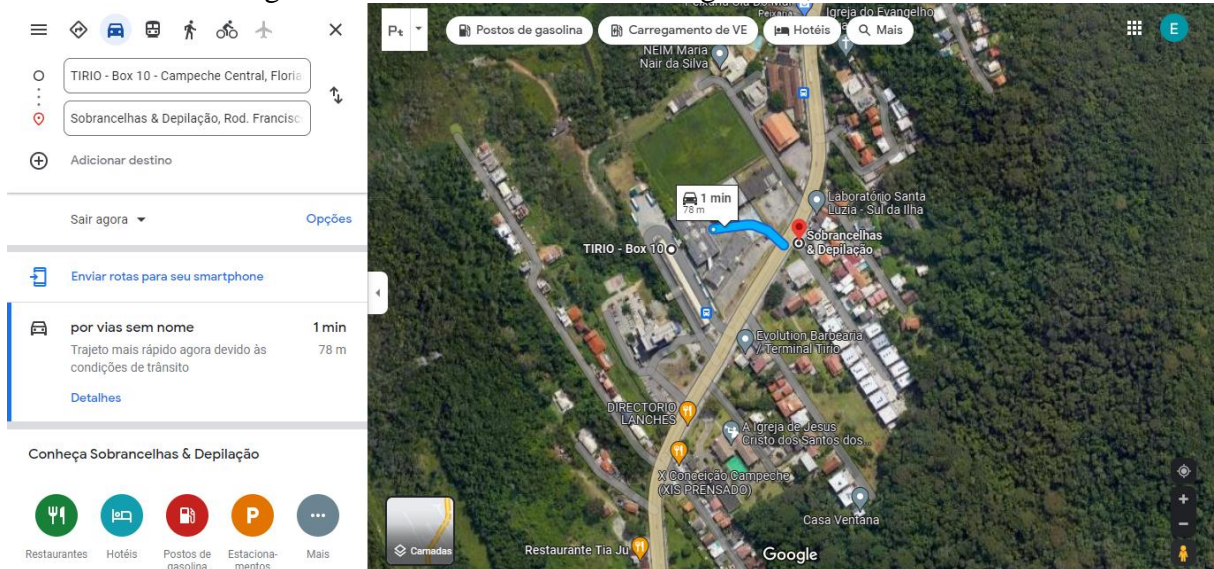 TIRIO - Box 10 - Campeche Central, Floria
Sobrancelhas & Depilação, Rod. Francisc
Adicionar destino
Sair agora
Opções
Enviar rotas para seu smartphone
por vias sem nome
1 min
Trajeto mais rápido agora devido às
78 m
condições de trânsito
Detalhes
Conheça Sobrancelhas & Depilação
Restaurantes
Hotéis
Postos de
gasolina
Estaciona-
mentos
Mais
Postos de gasolina
Carregamento de VE
Hotéis
Mais
E
Igreja do Evangelho
NEIM Maria
Nair da Silva
1 min
78 m
Laboratório Santa
Luzia - Sul da Ilha
Sobrancelhas
& Depilação
TIRIO - Box 10
Evolution Barbearia
/ Terminal Tirio
DIRECTORIO
LANCHES
A Igreja de Jesus
Cristo dos Santos dos...
X Conceição Campeche
(XIS PRENSADO)
Casa Ventana
Restaurante Tia Ju
Camadas
Google